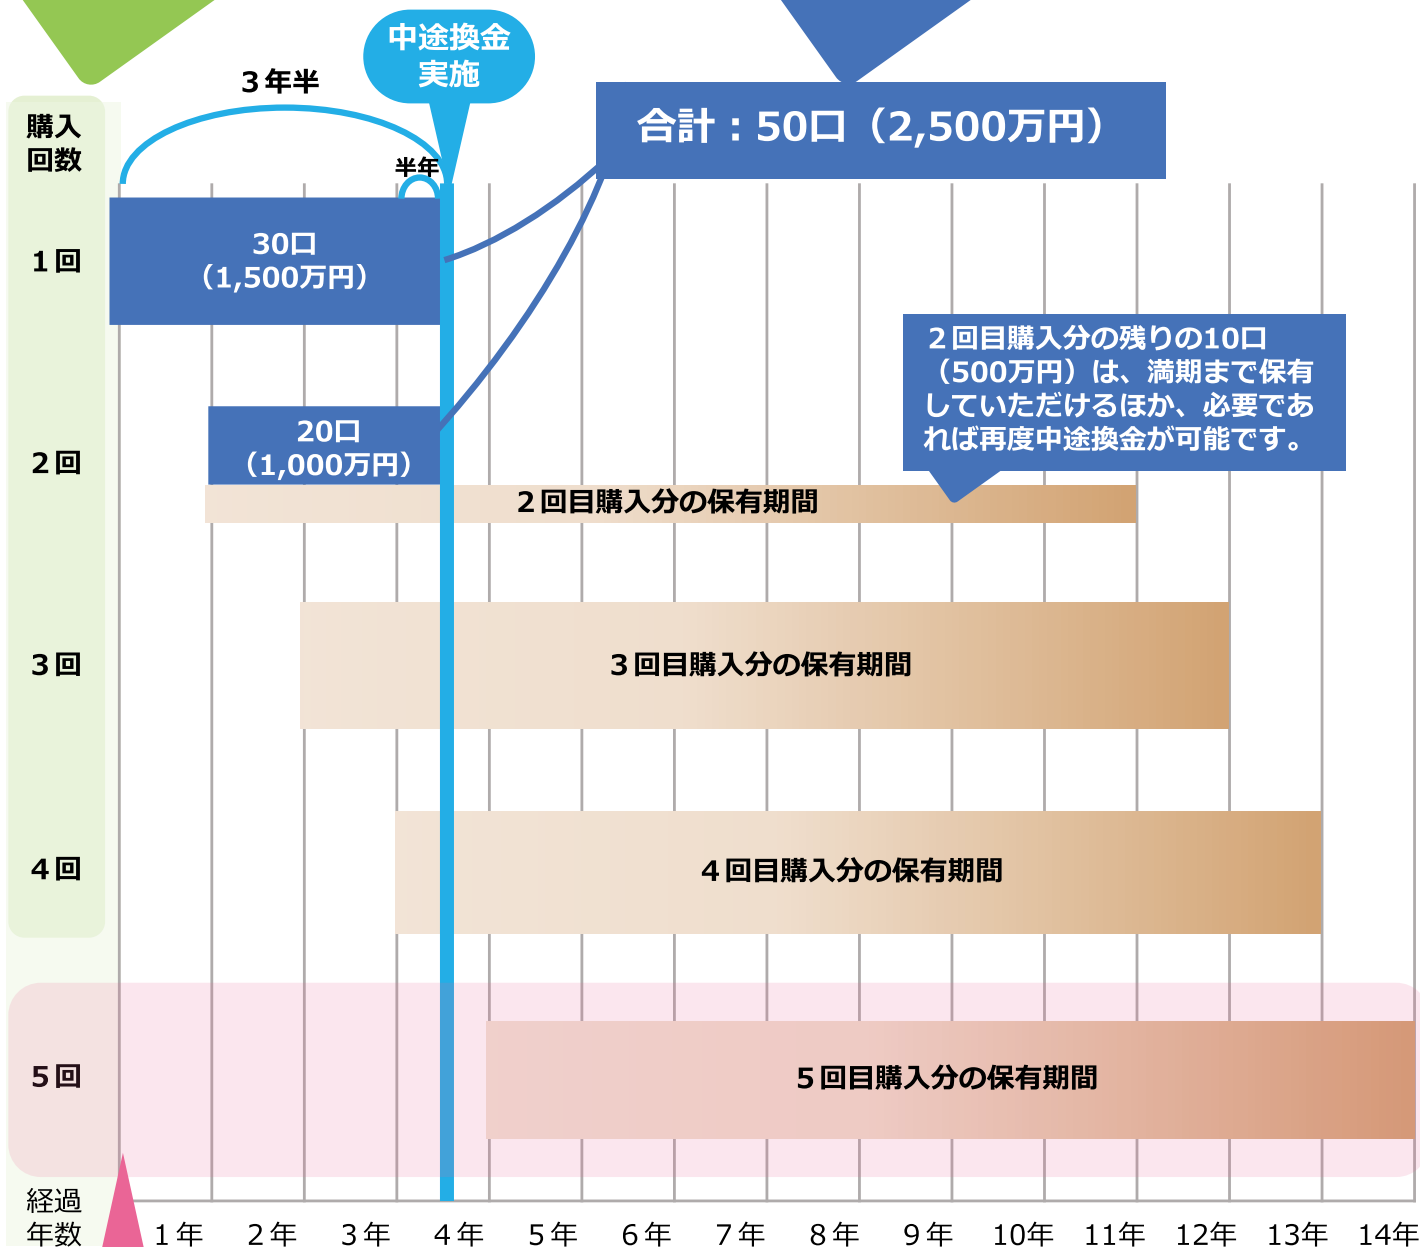 中途換金
実施
３年半
合計：50口（2,500万円）
購入
回数
半年
１回
30口
（1,500万円）
２回目購入分の残りの10口
（500万円）は、満期まで保有
していただけるほか、必要であ
れば再度中途換金が可能です。
２回
20口
（1,000万円）
２回目購入分の保有期間
３回
３回目購入分の保有期間
４回
４回目購入分の保有期間
５回
５回目購入分の保有期間
経過
年数
１年 ２年 ３年 ４年 ５年 ６年 ７年 ８年 ９年 10年 11年 12年 13年 14年